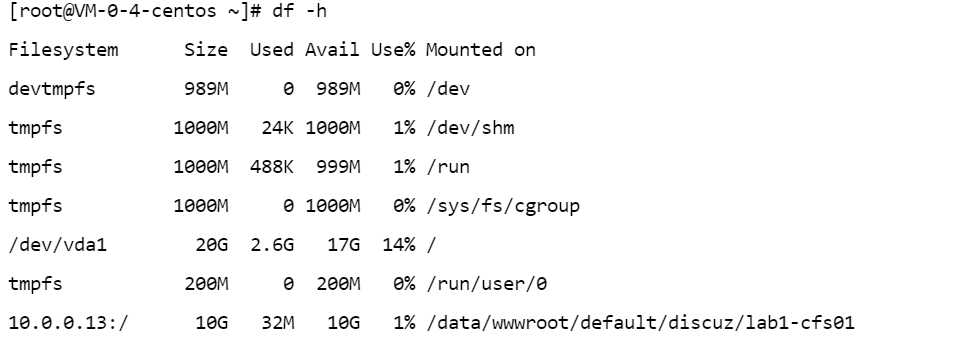 [root@VM-0-4-centos ~]# df -h
Filesystem      Size  Used Avail Use% Mounted on
devtmpfs        989M     0  989M   0% /dev
tmpfs          1000M   24K 1000M   1% /dev/shm
tmpfs          1000M  488K  999M   1% /run
tmpfs          1000M     0 1000M   0% /sys/fs/cgroup
/dev/vda1        20G  2.6G   17G  14% /
tmpfs           200M     0  200M   0% /run/user/0
10.0.0.13:/      10G   32M   10G   1% /data/wwwroot/default/discuz/lab1-cfs01